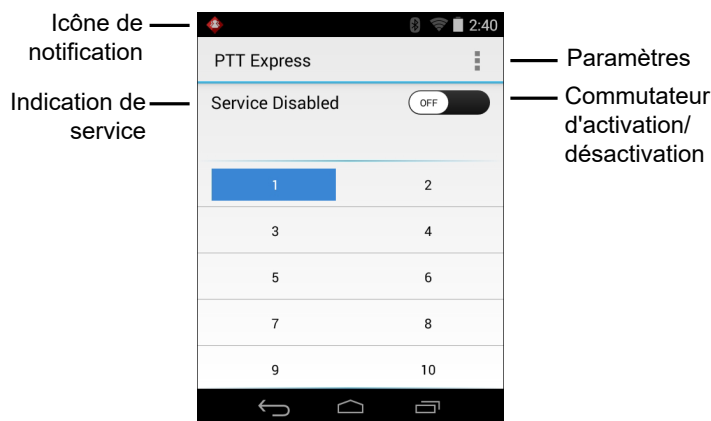 Icône de
notification
2:40
PTT Express
Paramètres
Indication de
service
Service Disabled
OFF
Commutateur
d'activation/
désactivation
1
2
3
4
5
6
7
8
9
10